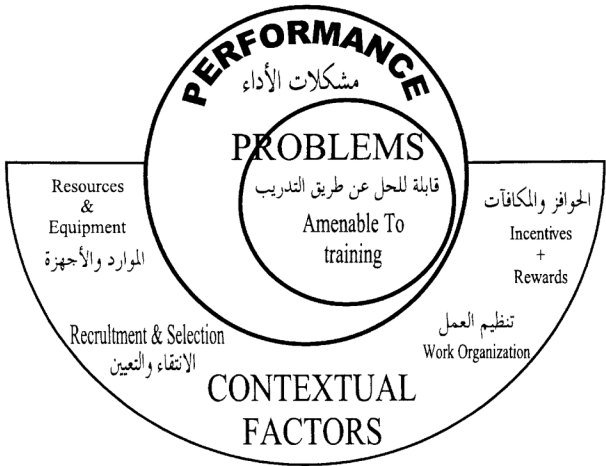 PERFORMANCE
مشكلات الأداء
PROBLEMS
قابلة للحل عن طريق التدريب
Amenable To
training
Resources
&
Equipment
الموارد والأجهزة
الحوافز والمكافآت
Incentives
+
Rewards
Recruitment & Selection
الانتقاء والتعيين
تنظيم العمل
Work Organization
CONTEXTUAL
FACTORS